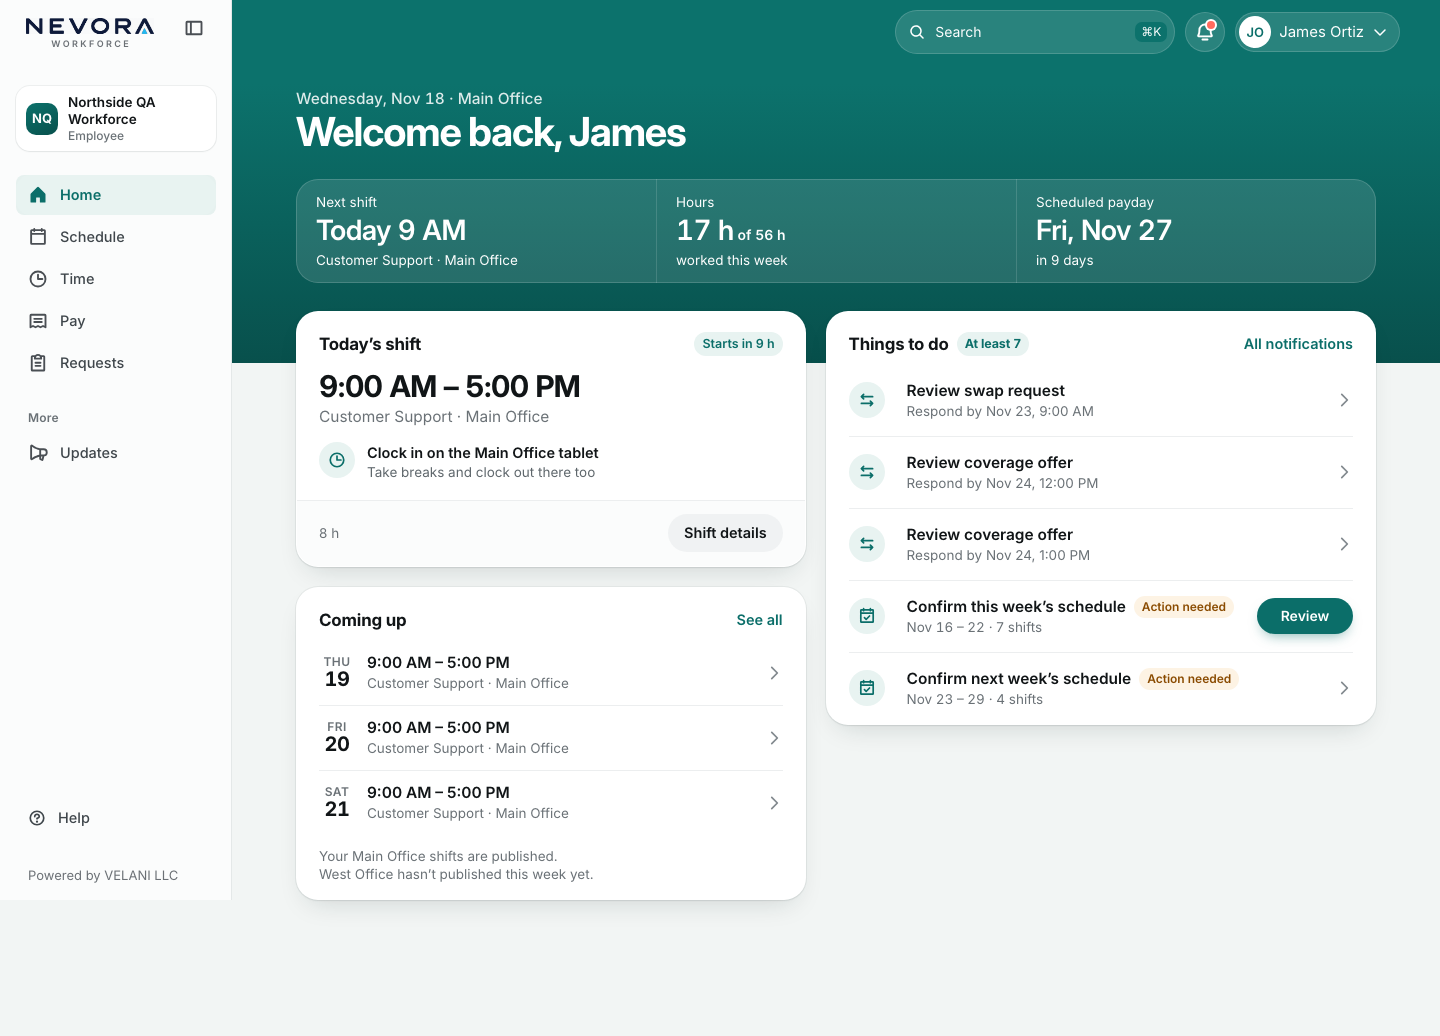 NEVORA
WORKFORCE
Search
⌘K
JO
James Ortiz
NQ
Northside QA
Workforce
Employee
Home
Schedule
Time
Pay
Requests
More
Updates
Help
Powered by VELANI LLC
Wednesday, Nov 18 · Main Office
Welcome back, James
Next shift
Today 9 AM
Customer Support · Main Office
Hours
17 h of 56 h
worked this week
Scheduled payday
Fri, Nov 27
in 9 days
Today’s shift
Starts in 9 h
9:00 AM – 5:00 PM
Customer Support · Main Office
Clock in on the Main Office tablet
Take breaks and clock out there too
8 h
Shift details
Coming up
See all
THU
19
9:00 AM – 5:00 PM
Customer Support · Main Office
FRI
20
9:00 AM – 5:00 PM
Customer Support · Main Office
SAT
21
9:00 AM – 5:00 PM
Customer Support · Main Office
Your Main Office shifts are published.
West Office hasn’t published this week yet.
Things to do
At least 7
All notifications
Review swap request
Respond by Nov 23, 9:00 AM
Review coverage offer
Respond by Nov 24, 12:00 PM
Review coverage offer
Respond by Nov 24, 1:00 PM
Confirm this week’s schedule
Action needed
Nov 16 – 22 · 7 shifts
Review
Confirm next week’s schedule
Action needed
Nov 23 – 29 · 4 shifts